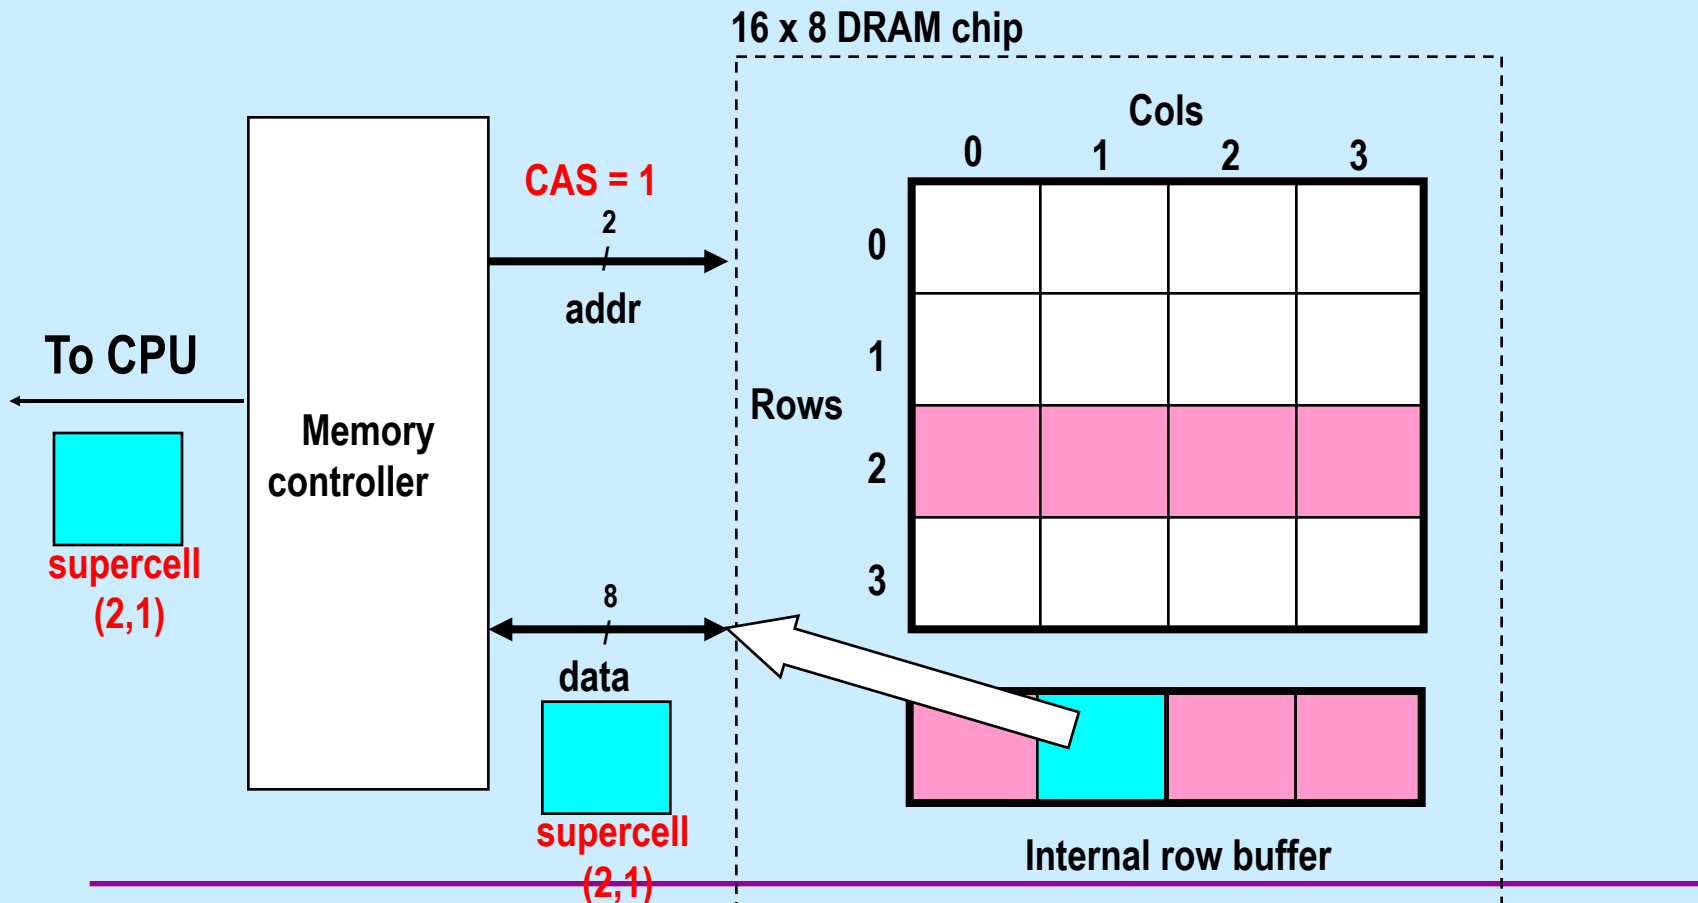 16 x 8 DRAM chip
Cols
0 1 2 3
CAS = 1
2
addr
0
1
Rows
2
3
To CPU
Memory
controller
supercell
(2,1)
8
data
supercell
(2,1)
Internal row buffer